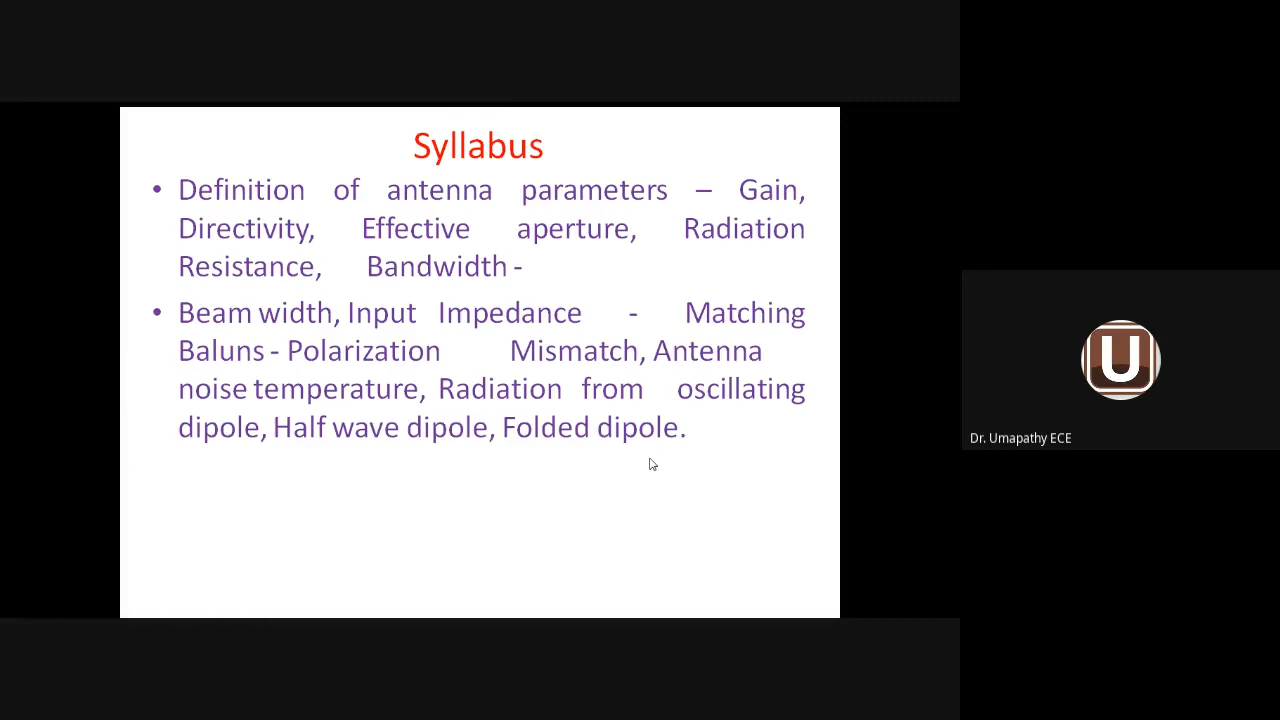 Syllabus
• Definition of antenna parameters – Gain,
Directivity, Effective aperture, Radiation
Resistance, Bandwidth -
• Beam width, Input Impedance - Matching
Baluns - Polarization Mismatch, Antenna
noise temperature, Radiation from oscillating
dipole, Half wave dipole, Folded dipole.
U
Dr. Umapathy ECE